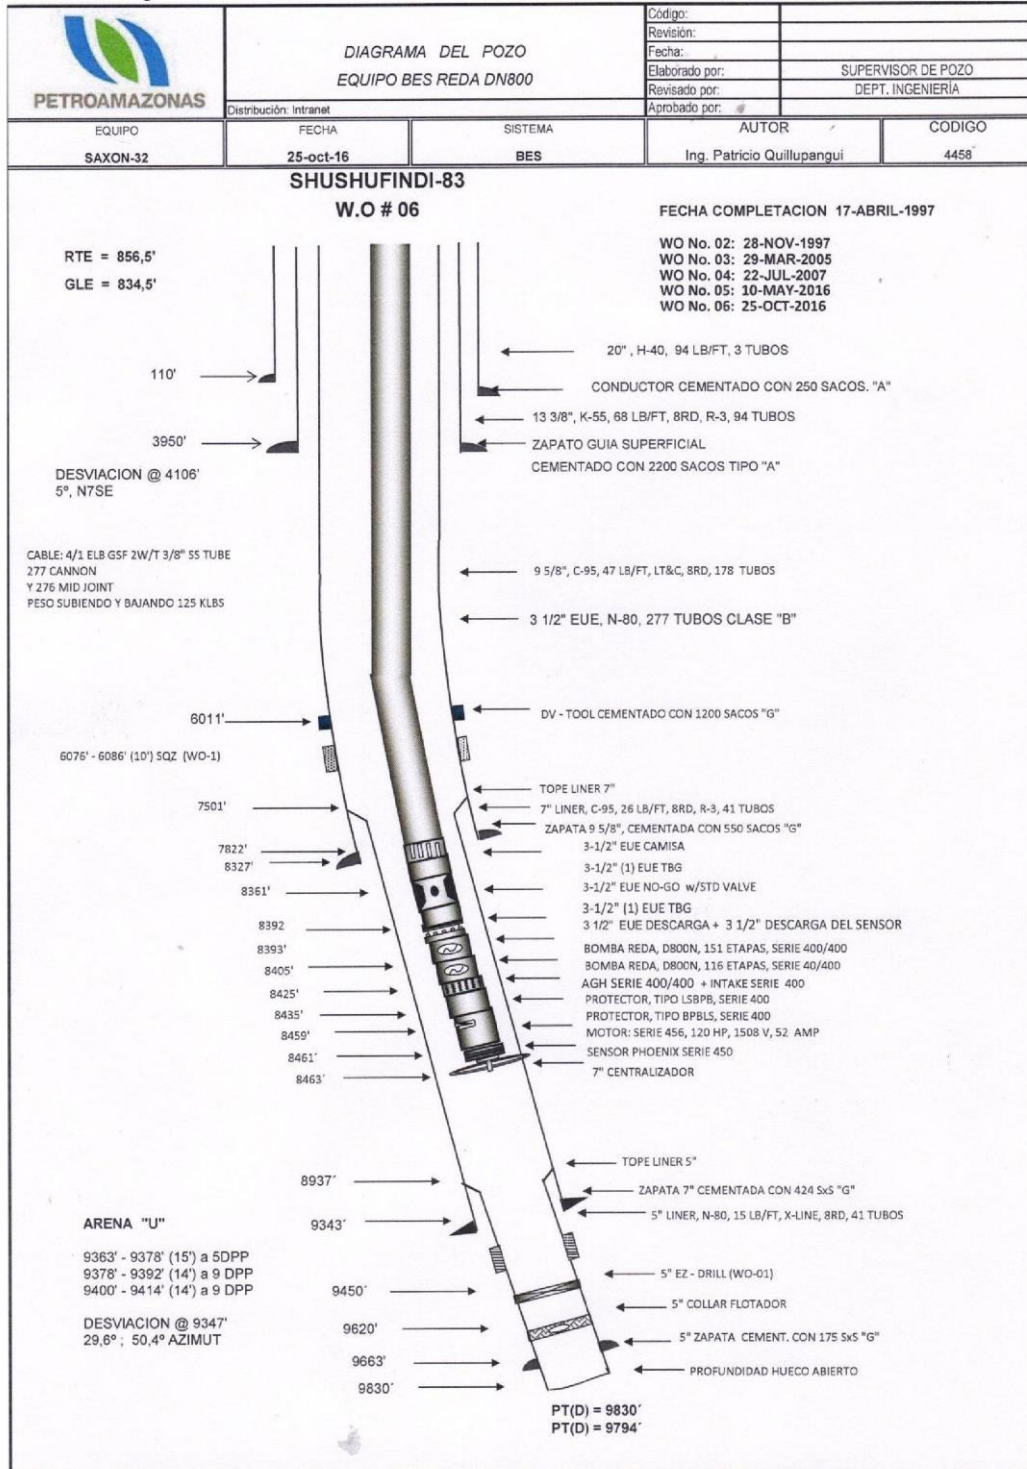 PETROAMAZONAS
DIAGRAMA DEL POZO
EQUIPO BES REDA DN800
Distribución: Intranet
Código:
Revisión:
Fecha:
Elaborado por: SUPERVISOR DE POZO
Revisado por: DEPT. INGENIERÍA
Aprobado por:
EQUIPO FECHA SISTEMA AUTOR CODIGO
SAXON-32 25-oct-16 BES Ing. Patricio Quillupangui 4458
SHUSHUFINDI-83
W.O # 06
FECHA COMPLETACION 17-ABRIL-1997
WO No. 02: 28-NOV-1997
WO No. 03: 29-MAR-2005
WO No. 04: 22-JUL-2007
WO No. 05: 10-MAY-2016
WO No. 06: 25-OCT-2016
RTE = 856,5'
GLE = 834,5'
20" , H-40, 94 LB/FT, 3 TUBOS
110'
CONDUCTOR CEMENTADO CON 250 SACOS. "A"
13 3/8", K-55, 68 LB/FT, 8RD, R-3, 94 TUBOS
3950'
ZAPATO GUIA SUPERFICIAL
CEMENTADO CON 2200 SACOS TIPO "A"
DESVIACION @ 4106'
5º, N7SE
CABLE: 4/1 ELB GSF 2W/T 3/8" SS TUBE
277 CANNON
Y 276 MID JOINT
PESO SUBIENDO Y BAJANDO 125 KLBS
9 5/8", C-95, 47 LB/FT, LT&C, 8RD, 178 TUBOS
3 1/2" EUE, N-80, 277 TUBOS CLASE "B"
6011'
DV - TOOL CEMENTADO CON 1200 SACOS "G"
6076' - 6086' (10') SQZ (WO-1)
TOPE LINER 7"
7501'
7" LINER, C-95, 26 LB/FT, 8RD, R-3, 41 TUBOS
ZAPATA 9 5/8", CEMENTADA CON 550 SACOS "G"
7822'
3-1/2" EUE CAMISA
8327'
3-1/2" (1) EUE TBG
8361'
3-1/2" EUE NO-GO w/STD VALVE
3-1/2" (1) EUE TBG
8392
3 1/2" EUE DESCARGA + 3 1/2" DESCARGA DEL SENSOR
8393'
BOMBA REDA, D800N, 151 ETAPAS, SERIE 400/400
8405'
BOMBA REDA, D800N, 116 ETAPAS, SERIE 40/400
AGH SERIE 400/400 + INTAKE SERIE 400
8425'
PROTECTOR, TIPO LSBPB, SERIE 400
8435'
PROTECTOR, TIPO BPBLS, SERIE 400
8459'
MOTOR: SERIE 456, 120 HP, 1508 V, 52 AMP
8461'
SENSOR PHOENIX SERIE 450
8463´
7" CENTRALIZADOR
TOPE LINER 5"
8937´
ZAPATA 7" CEMENTADA CON 424 SxS "G"
9343´
5" LINER, N-80, 15 LB/FT, X-LINE, 8RD, 41 TUBOS
ARENA "U"
9363' - 9378' (15') a 5DPP
9378' - 9392' (14') a 9 DPP
9400' - 9414' (14') a 9 DPP
5" EZ - DRILL (WO-01)
9450´
5" COLLAR FLOTADOR
DESVIACION @ 9347'
29,6º ; 50,4º AZIMUT
9620'
5" ZAPATA CEMENT. CON 175 SxS "G"
9663´
PROFUNDIDAD HUECO ABIERTO
9830´
PT(D) = 9830´
PT(D) = 9794´